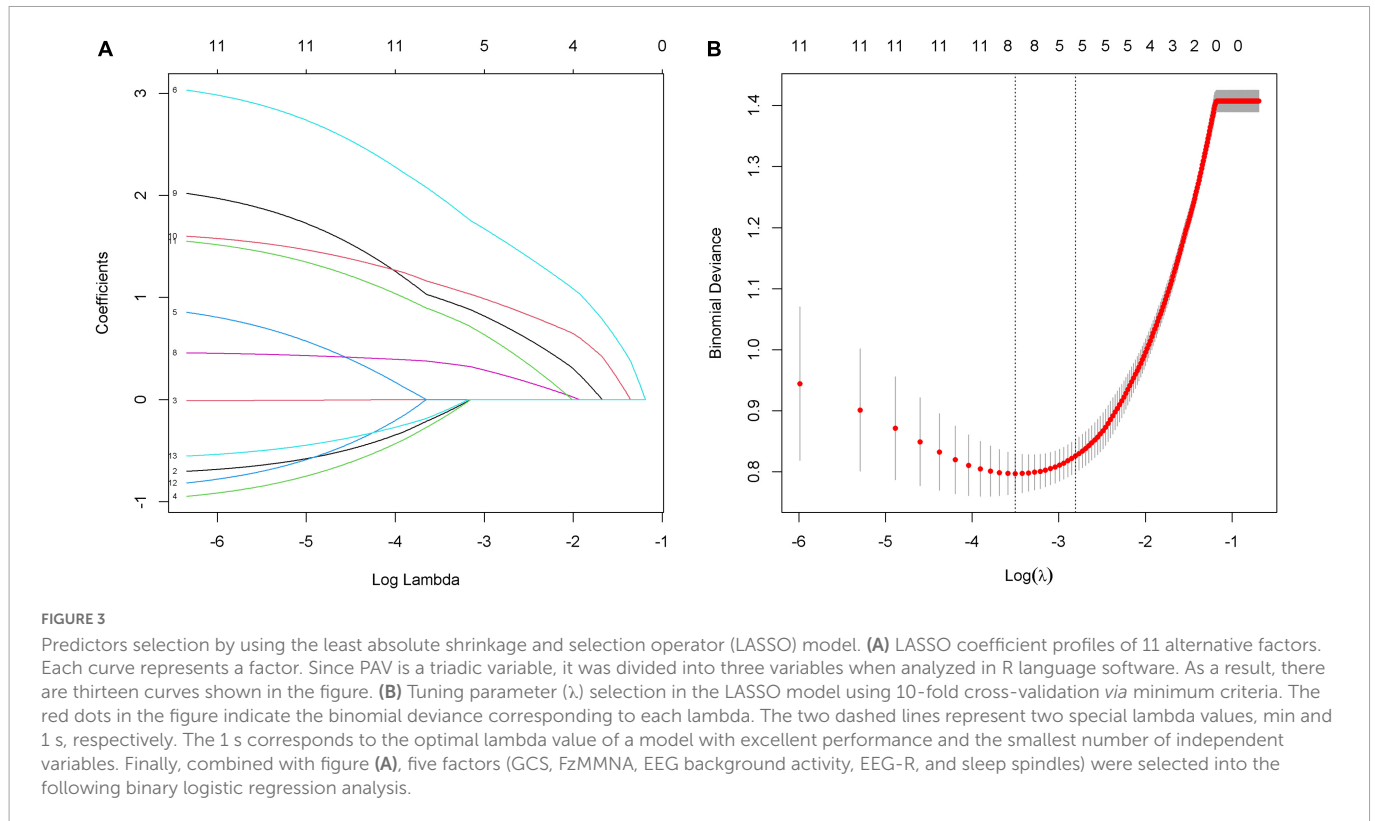 A
11 11 11 5 4 0
3
2
1
0
-1
Coefficients
6
9
10
11
5
8
3
13
2
12
4
-6 -5 -4 -3 -2 -1
Log Lambda
B
11 11 11 11 11 8 8 5 5 5 4 3 2 0 0
1.4
1.3
1.2
1.1
1.0
0.9
0.8
Binomial Deviance
-6 -5 -4 -3 -2 -1
Log(λ)
FIGURE 3
Predictors selection by using the least absolute shrinkage and selection operator (LASSO) model. (A) LASSO coefficient profiles of 11 alternative factors.
Each curve represents a factor. Since PAV is a triadic variable, it was divided into three variables when analyzed in R language software. As a result, there
are thirteen curves shown in the figure. (B) Tuning parameter (λ) selection in the LASSO model using 10-fold cross-validation via minimum criteria. The
red dots in the figure indicate the binomial deviance corresponding to each lambda. The two dashed lines represent two special lambda values, min and
1 s, respectively. The 1 s corresponds to the optimal lambda value of a model with excellent performance and the smallest number of independent
variables. Finally, combined with figure (A), five factors (GCS, FzMMNA, EEG background activity, EEG-R, and sleep spindles) were selected into the
following binary logistic regression analysis.